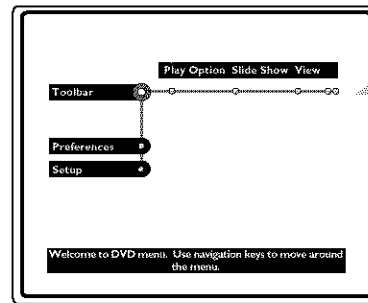 Play Option Slide Show View
Toolbar
Preferences
Setup
Welcome to DVD menu. Use navigation keys to move around
the menu.